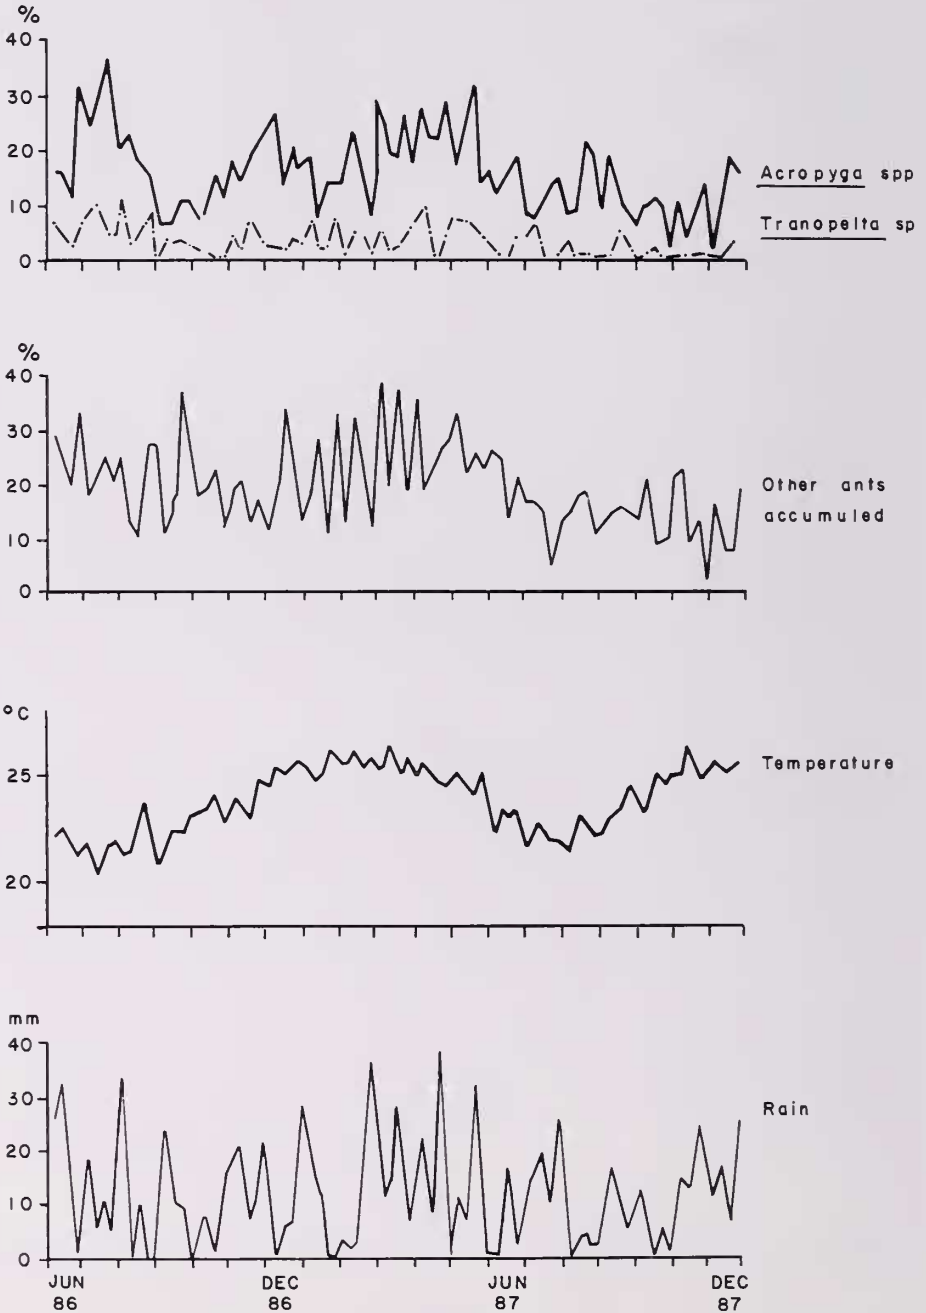 %
40
30
20
10
0
Acropyga spp
Tranopelta sp
%
40
30
20
10
0
Other ants
accumuled
°C
25
20
Temperature
mm
40
30
20
10
0
Rain
JUN
86
DEC
86
JUN
87
DEC
87